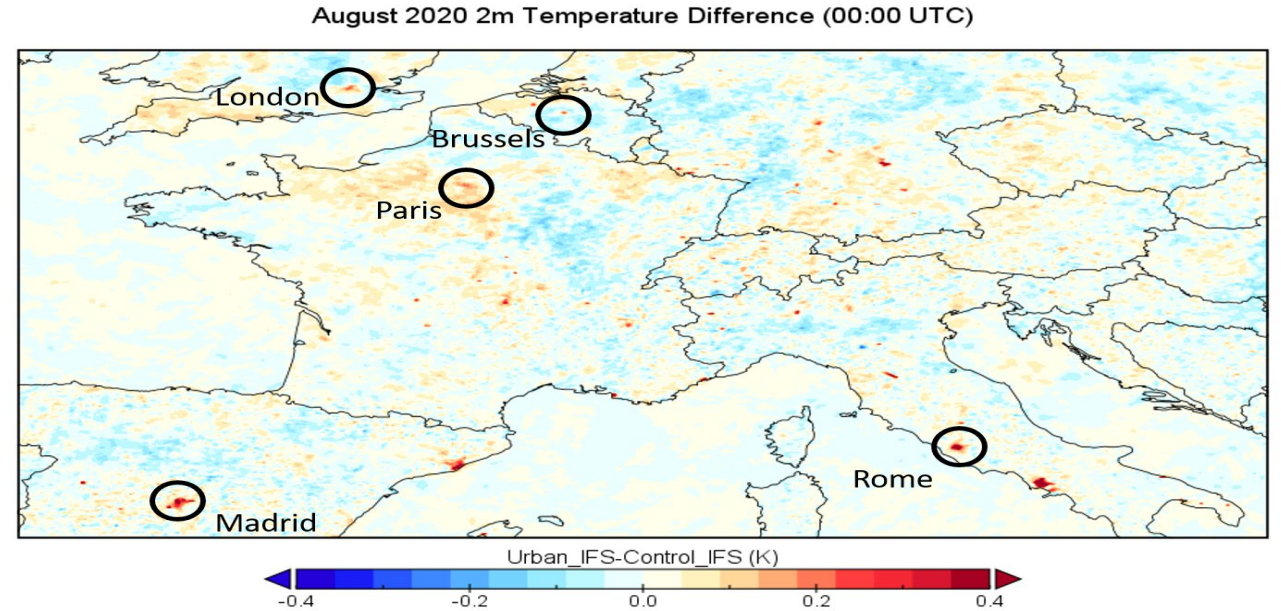 August 2020 2m Temperature Difference (00:00 UTC)
London
Brussels
Paris
Rome
Madrid
Urban_IFS-Control_IFS (K)
-0.4 -0.2 0.0 0.2 0.4